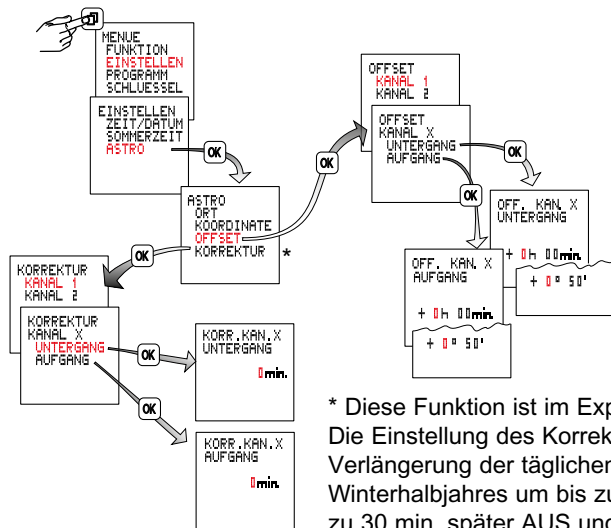 MENUE
FUNKTION
EINSTELLEN
PROGRAMM
SCHLUESSEL
EINSTELLEN
ZEIT/DATUM
SOMMERZEIT
ASTRO
OK
ASTRO
ORT
KOORDINATE
OFFSET
KORREKTUR *
OK
OFFSET
KANAL 1
KANAL 2
OFFSET
KANAL X
UNTERGANG
AUFGANG
OK
OK
OFF. KAN. X
UNTERGANG
+ 0h 00min.
+ 0° 50'
OFF. KAN. X
AUFGANG
+ 0h 00min.
+ 0° 50'
OK
KORREKTUR
KANAL 1
KANAL 2
KORREKTUR
KANAL X
UNTERGANG
AUFGANG
OK
OK
KORR.KAN.X
UNTERGANG
0min.
KORR.KAN.X
AUFGANG
0min.
* Diese Funktion ist im Exp
Die Einstellung des Korrek
Verlängerung der täglicher
Winterhalbjahres um bis zu
zu 30 min. später AUS und